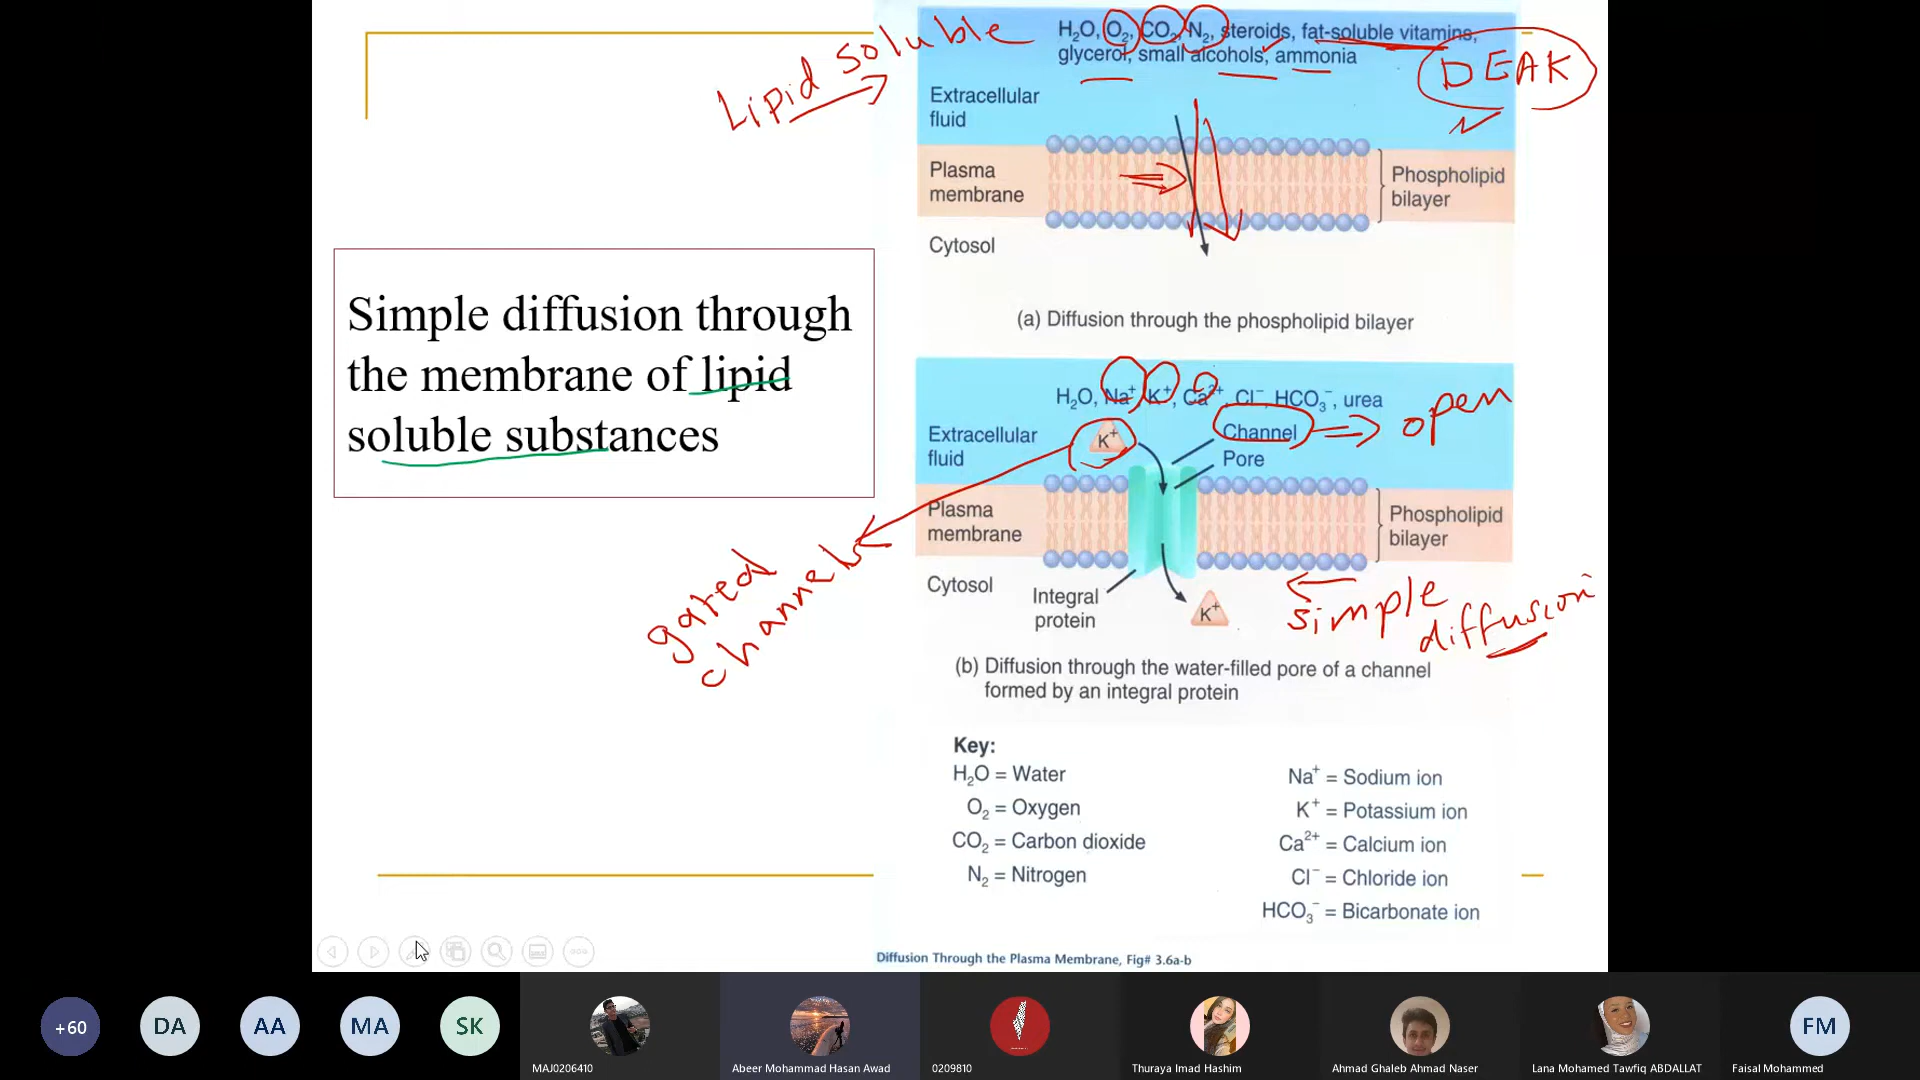 Lipid soluble
H₂O, O₂, CO₂, N₂, steroids, fat-soluble vitamins,
glycerol, small alcohols, ammonia
DEAK
Extracellular
fluid
Plasma
membrane
Phospholipid
bilayer
Cytosol
(a) Diffusion through the phospholipid bilayer
Simple diffusion through
the membrane of lipid
soluble substances
H₂O, Na⁺, K⁺, Ca²⁺, Cl⁻, HCO₃⁻, urea
open
Extracellular
fluid
K⁺
Channel
Pore
Plasma
membrane
Phospholipid
bilayer
gated
channels
Cytosol
Integral
protein
K⁺
simple
diffusion
(b) Diffusion through the water-filled pore of a channel
formed by an integral protein
Key:
H₂O = Water
O₂ = Oxygen
CO₂ = Carbon dioxide
N₂ = Nitrogen
Na⁺ = Sodium ion
K⁺ = Potassium ion
Ca²⁺ = Calcium ion
Cl⁻ = Chloride ion
HCO₃⁻ = Bicarbonate ion
Diffusion Through the Plasma Membrane, Fig# 3.6a-b
+60
DA
AA
MA
SK
FM
MAJ0206410
Abeer Mohammad Hasan Awad
0209810
Thuraya Imad Hashim
Ahmad Ghaleb Ahmad Naser
Lana Mohamed Tawfiq ABDALLAT
Faisal Mohammed